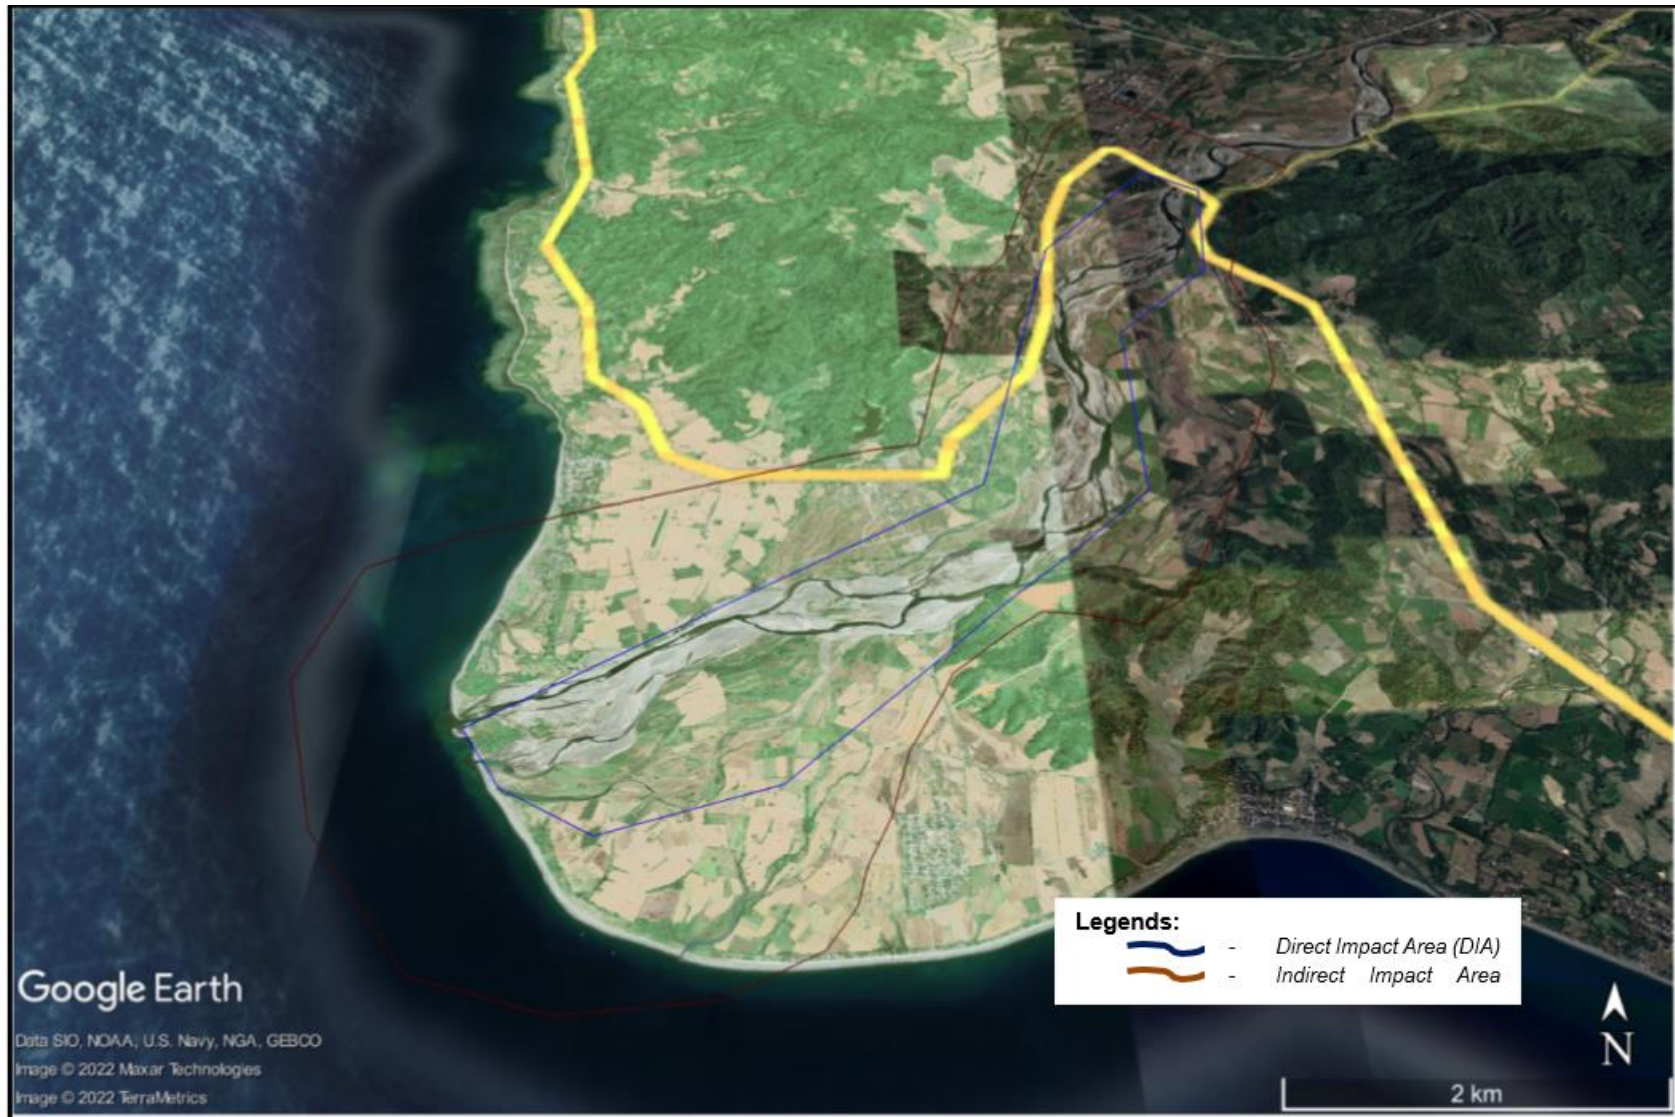 Legends:
- Direct Impact Area (DIA)
- Indirect Impact Area
Google Earth
Data SIO, NOAA, U.S. Navy, NGA, GEBCO
Image © 2022 Maxar Technologies
Image © 2022 TerraMetrics
N
2 km